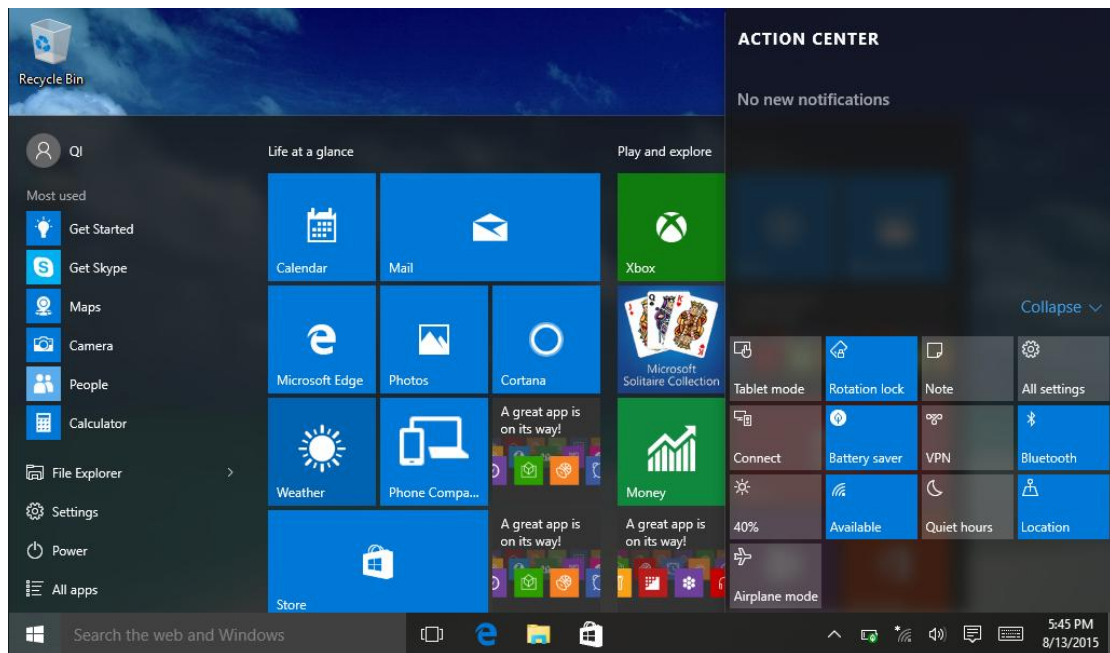 Recycle Bin
ACTION CENTER
No new notifications
QI
Most used
Get Started
Get Skype
Maps
Camera
People
Calculator
File Explorer
Settings
Power
All apps
Life at a glance
Calendar
Mail
Microsoft Edge
Photos
Cortana
Weather
Phone Compa...
A great app is
on its way!
Store
A great app is
on its way!
Play and explore
Xbox
Microsoft
Solitaire Collection
Money
A great app is
on its way!
Collapse
Tablet mode
Rotation lock
Note
All settings
Connect
Battery saver
VPN
Bluetooth
40%
Available
Quiet hours
Location
Airplane mode
Search the web and Windows
5:45 PM
8/13/2015